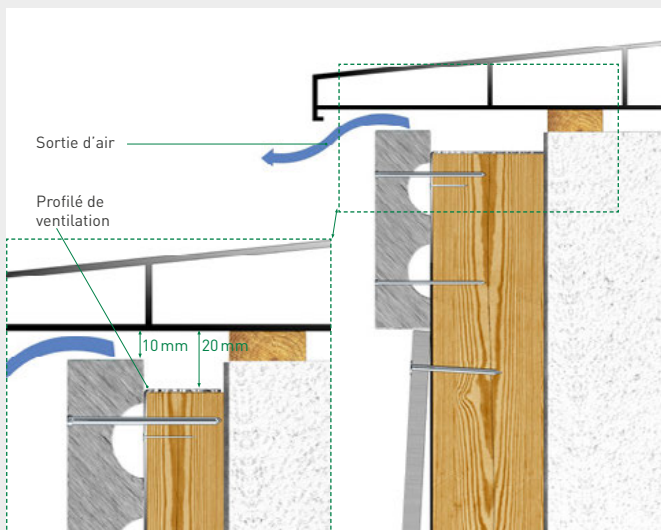 Sortie d'air
Profilé de
ventilation
10 mm
20 mm